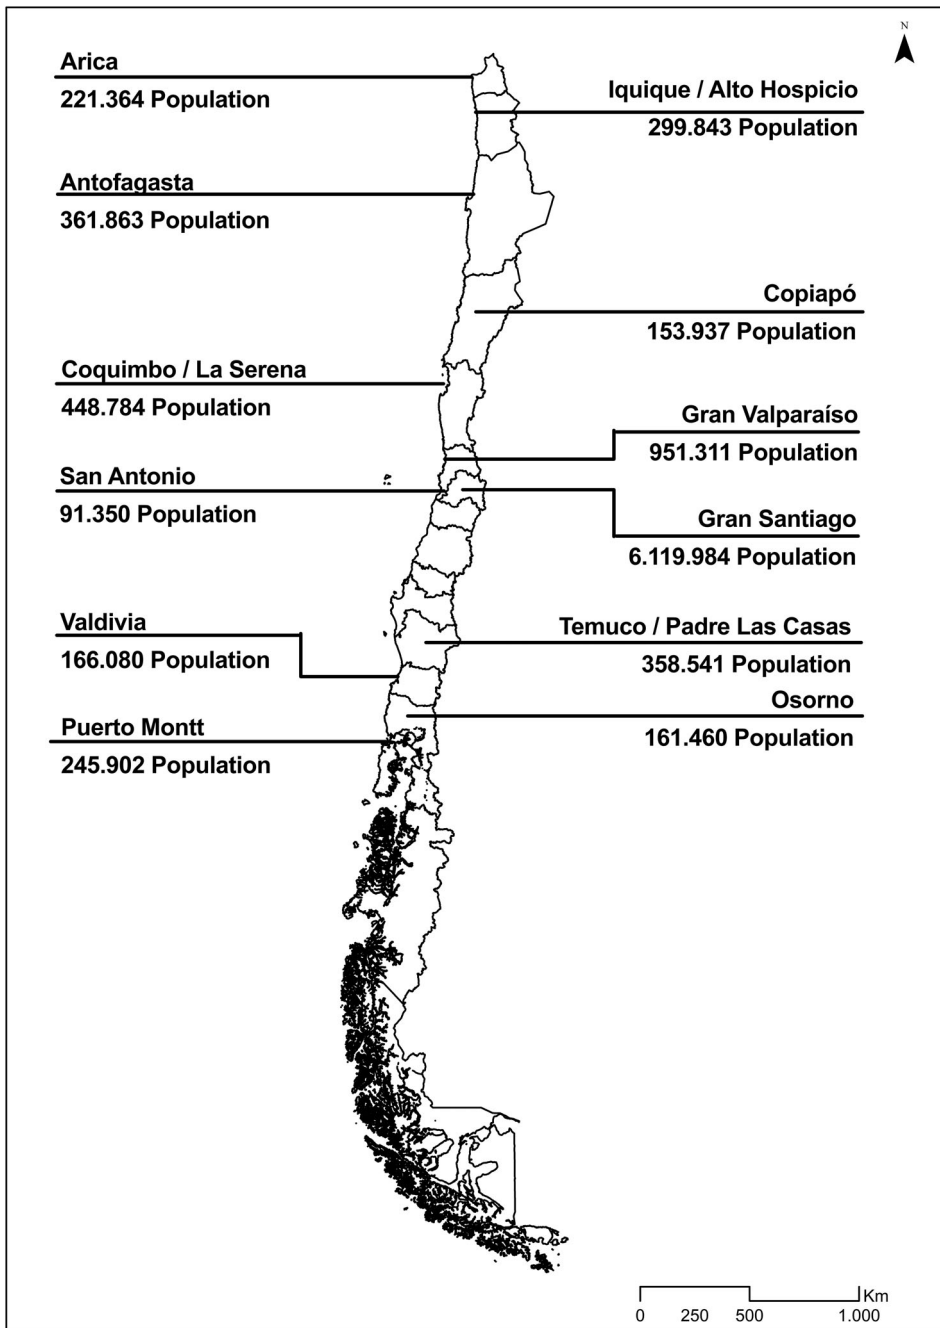 N
Arica
221.364 Population
Iquique / Alto Hospicio
299.843 Population
Antofagasta
361.863 Population
Copiapó
153.937 Population
Coquimbo / La Serena
448.784 Population
Gran Valparaíso
951.311 Population
San Antonio
91.350 Population
Gran Santiago
6.119.984 Population
Valdivia
166.080 Population
Temuco / Padre Las Casas
358.541 Population
Osorno
161.460 Population
Puerto Montt
245.902 Population
Km
0 250 500 1.000